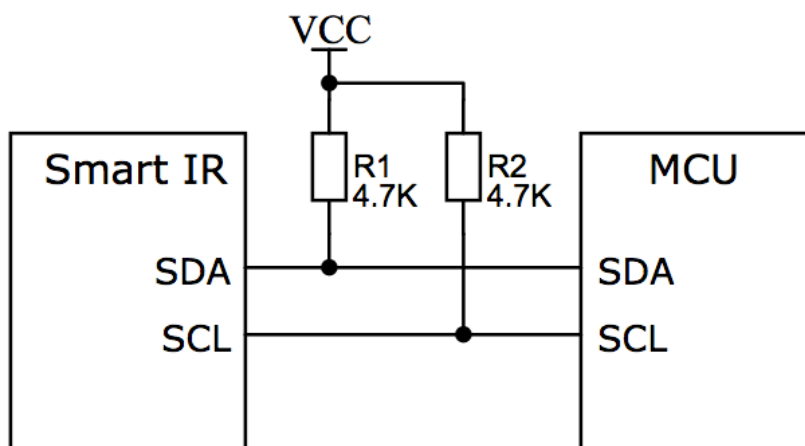 VCC
Smart IR
R1
4.7K
R2
4.7K
MCU
SDA
SDA
SCL
SCL